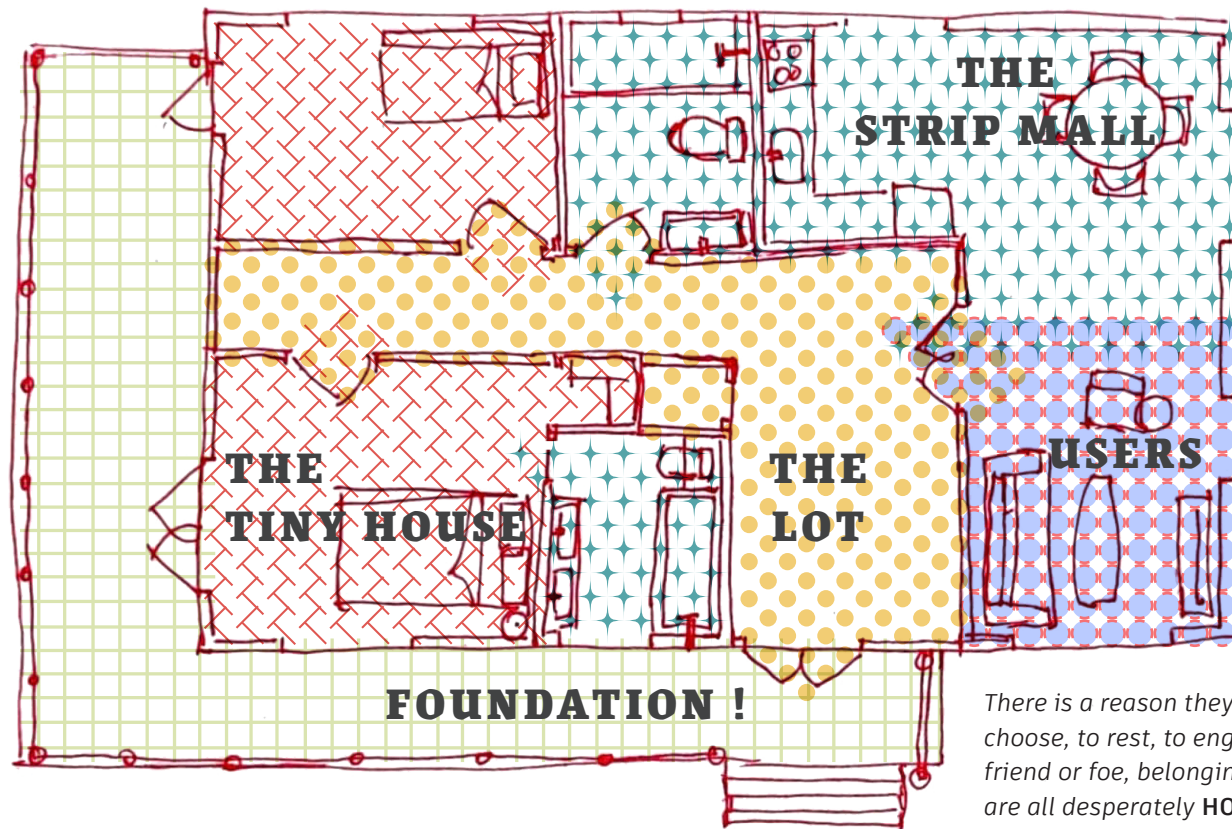 THE
STRIP MALL
THE
TINY HOUSE
THE
LOT
USERS
FOUNDATION !
There is a reason they
choose, to rest, to eng
friend or foe, belongin
are all desperately HO